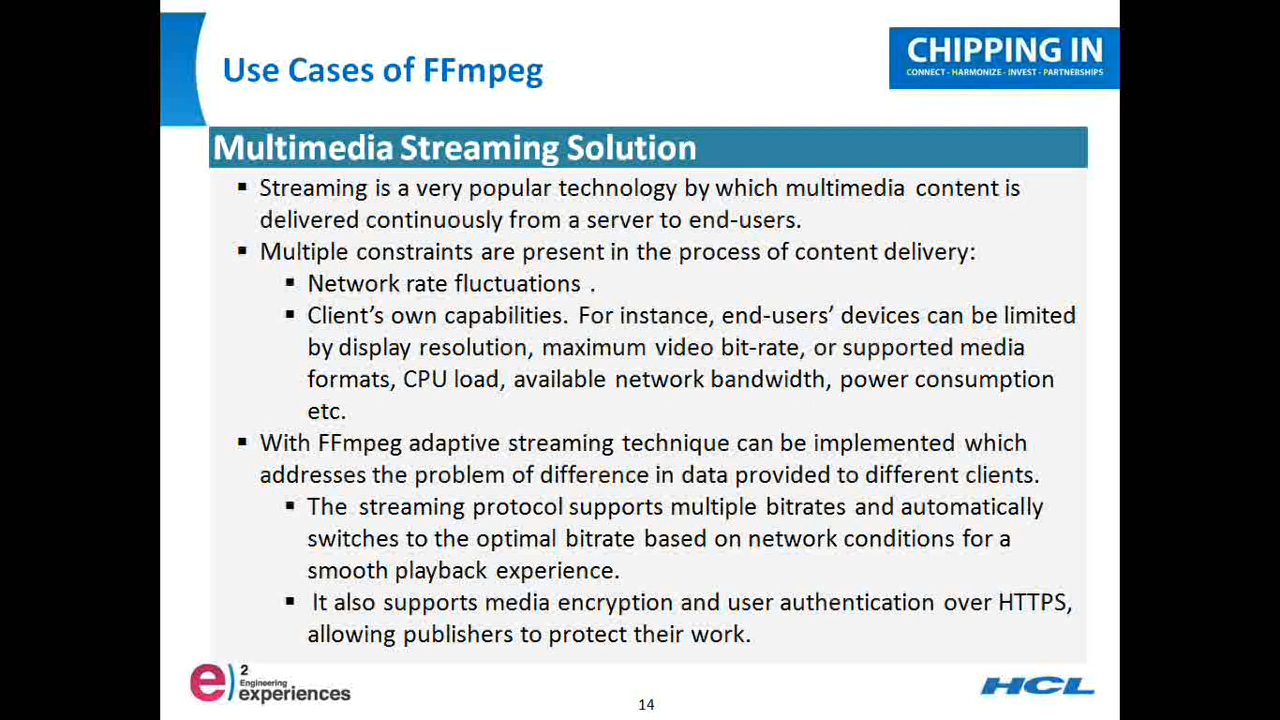 Use Cases of FFmpeg
CHIPPING IN
CONNECT - HARMONIZE - INVEST - PARTNERSHIPS
Multimedia Streaming Solution
▪ Streaming is a very popular technology by which multimedia content is
delivered continuously from a server to end-users.
▪ Multiple constraints are present in the process of content delivery:
▪ Network rate fluctuations .
▪ Client’s own capabilities. For instance, end-users’ devices can be limited
by display resolution, maximum video bit-rate, or supported media
formats, CPU load, available network bandwidth, power consumption
etc.
▪ With FFmpeg adaptive streaming technique can be implemented which
addresses the problem of difference in data provided to different clients.
▪ The streaming protocol supports multiple bitrates and automatically
switches to the optimal bitrate based on network conditions for a
smooth playback experience.
▪ It also supports media encryption and user authentication over HTTPS,
allowing publishers to protect their work.
e) 2
Engineering
experiences
HCL
14